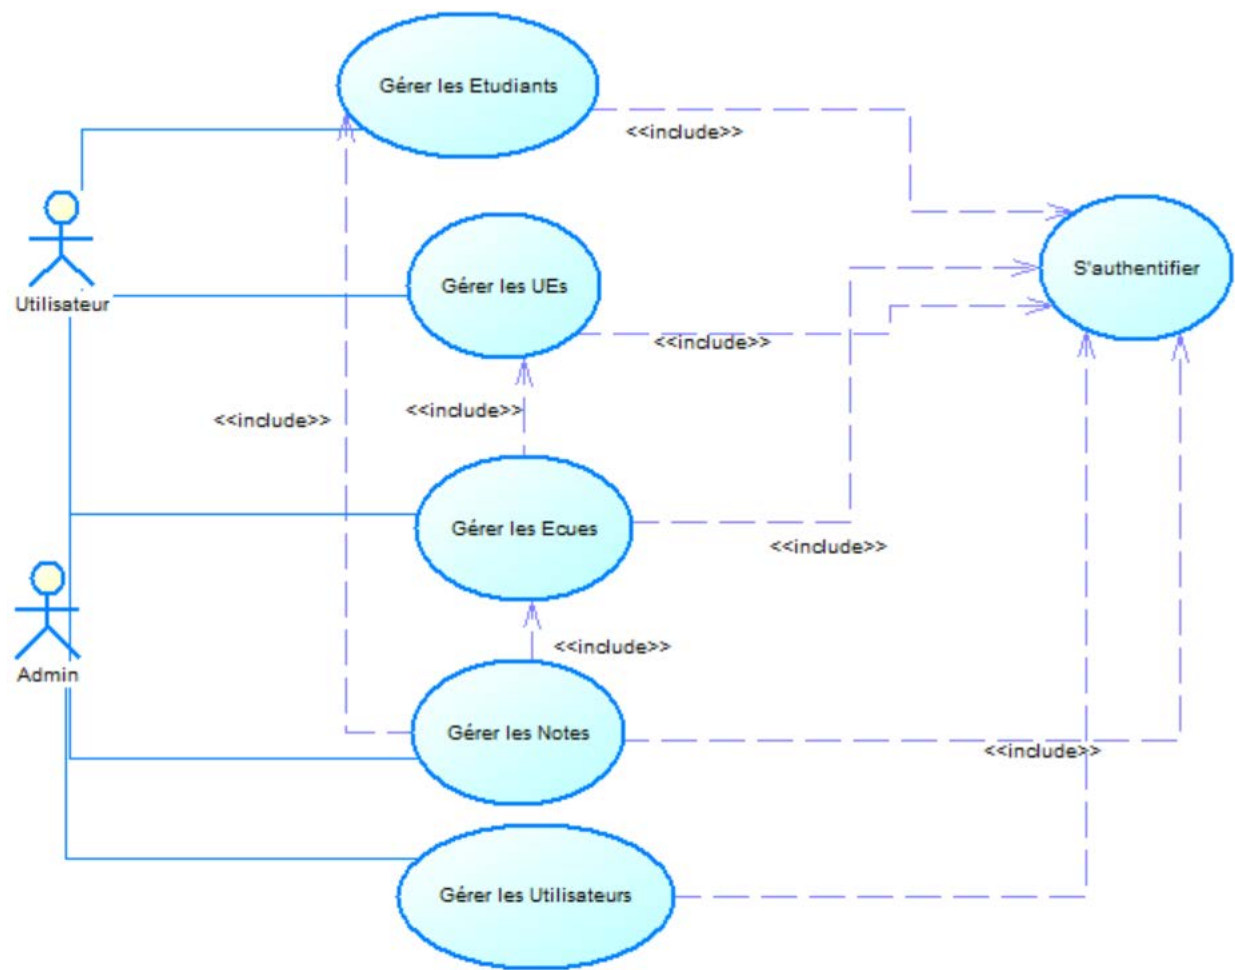 Gérer les Etudiants
<<include>>
S'authentifier
Gérer les UEs
Utilisateur
<<include>>
<<include>>
<<include>>
Gérer les Ecues
<<include>>
<<include>>
Admin
Gérer les Notes
<<include>>
Gérer les Utilisateurs